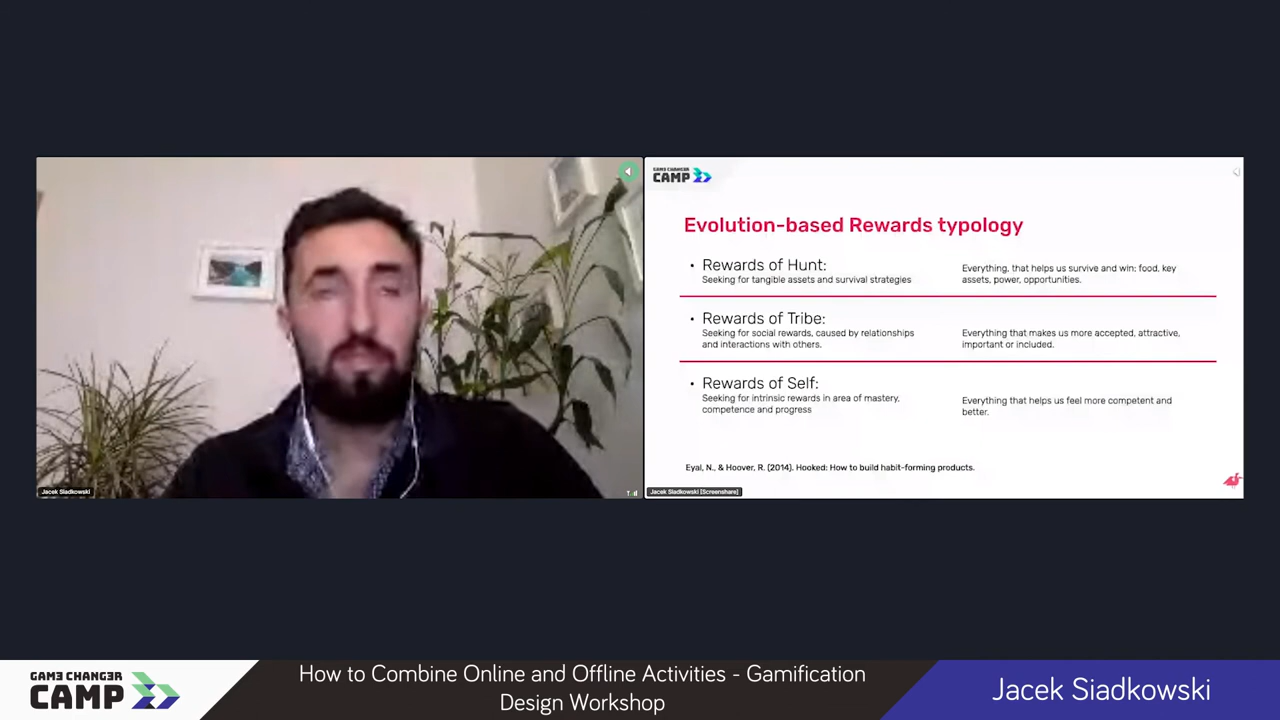 GAM3 CHANG3R
CAMP
Evolution-based Rewards typology
• Rewards of Hunt:
Seeking for tangible assets and survival strategies
Everything, that helps us survive and win; food, key
assets, power, opportunities.
• Rewards of Tribe:
Seeking for social rewards, caused by relationships
and interactions with others.
Everything that makes us more accepted, attractive,
important or included.
• Rewards of Self:
Seeking for intrinsic rewards in area of mastery,
competence and progress
Everything that helps us feel more competent and
better.
Eyal, N., & Hoover, R. (2014). Hooked: How to build habit-forming products.
Jacek Siadkowski
Jacek Siadkowski [Screenshare]
GAM3 CHANG3R
CAMP
How to Combine Online and Offline Activities - Gamification
Design Workshop
Jacek Siadkowski